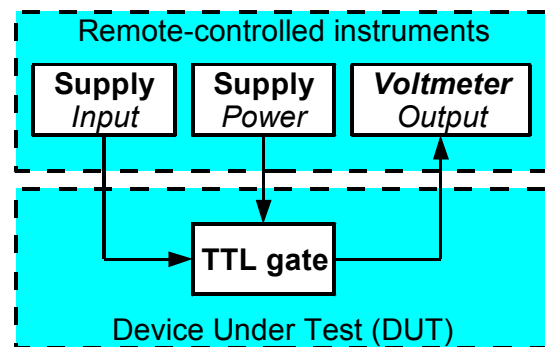 Remote-controlled instruments
Supply
Input
Supply
Power
Voltmeter
Output
TTL gate
Device Under Test (DUT)